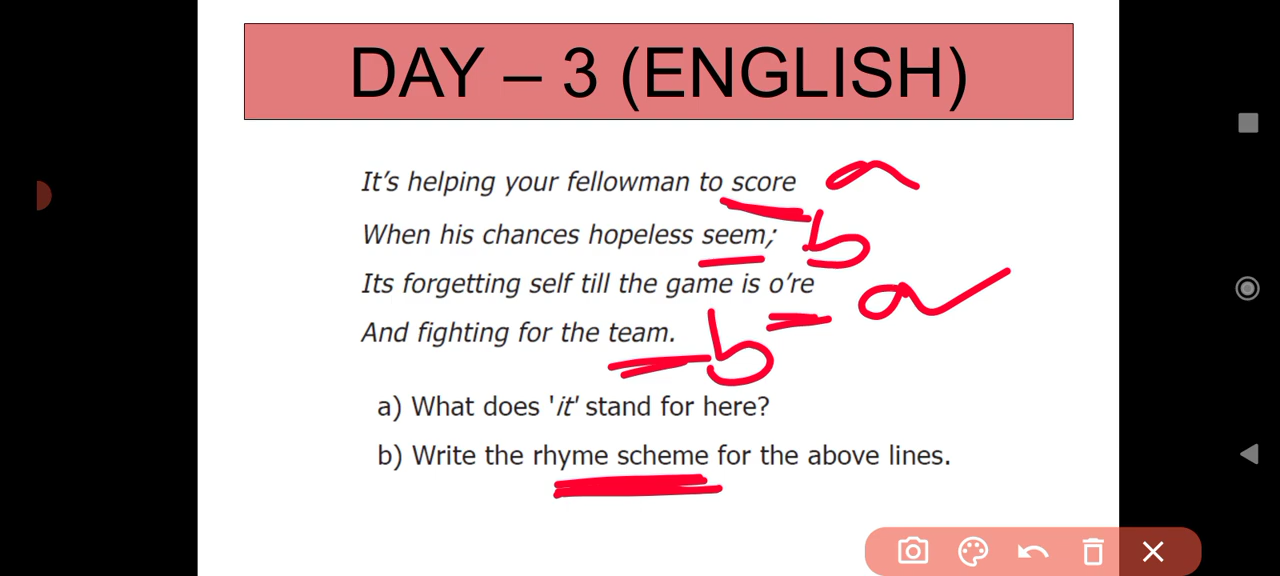 DAY – 3 (ENGLISH)
It's helping your fellowman to score a
When his chances hopeless seem; b
Its forgetting self till the game is o're a
And fighting for the team. b
a) What does 'it' stand for here?
b) Write the rhyme scheme for the above lines.